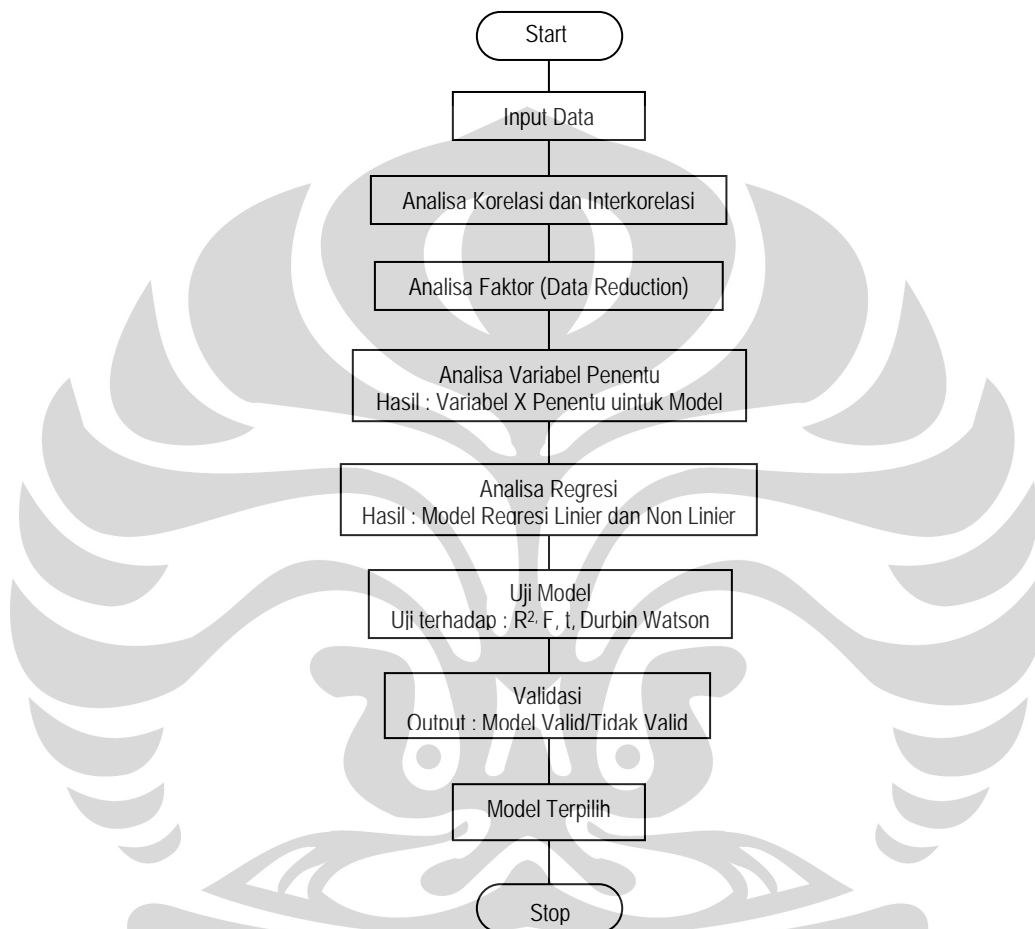 Start
Input Data
Analisa Korelasi dan Interkorelasi
Analisa Faktor (Data Reduction)
Analisa Variabel Penentu
Hasil : Variabel X Penentu uintuk Model
Analisa Regresi
Hasil : Model Regresi Linier dan Non Linier
Uji Model
Uji terhadap : R², F, t, Durbin Watson
Validasi
Output : Model Valid/Tidak Valid
Model Terpilih
Stop